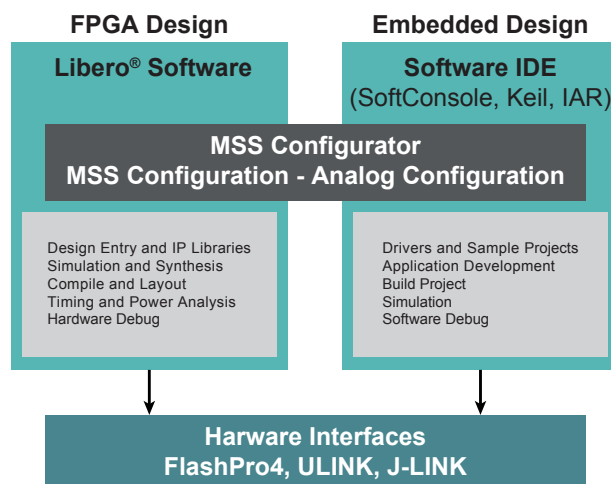 FPGA Design
Libero® Software
Embedded Design
Software IDE
(SoftConsole, Keil, IAR)
MSS Configurator
MSS Configuration - Analog Configuration
Design Entry and IP Libraries
Simulation and Synthesis
Compile and Layout
Timing and Power Analysis
Hardware Debug
Drivers and Sample Projects
Application Development
Build Project
Simulation
Software Debug
Harware Interfaces
FlashPro4, ULINK, J-LINK